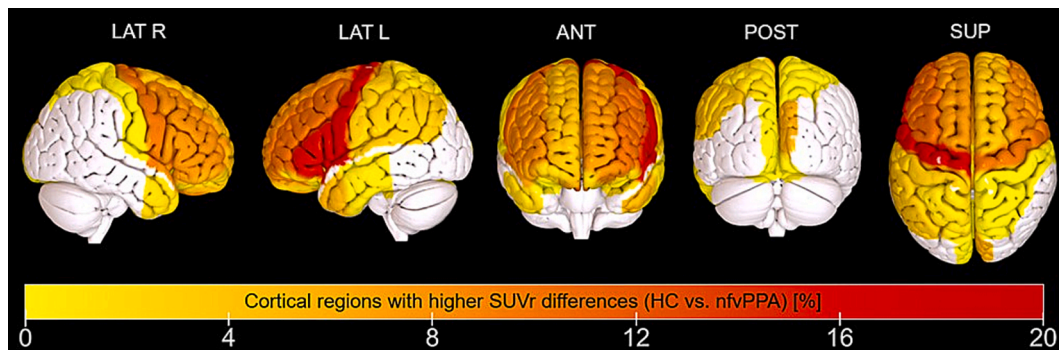 LAT R LAT L ANT POST SUP
Cortical regions with higher SUVr differences (HC vs. nfvPPA) [%]
0 4 8 12 16 20